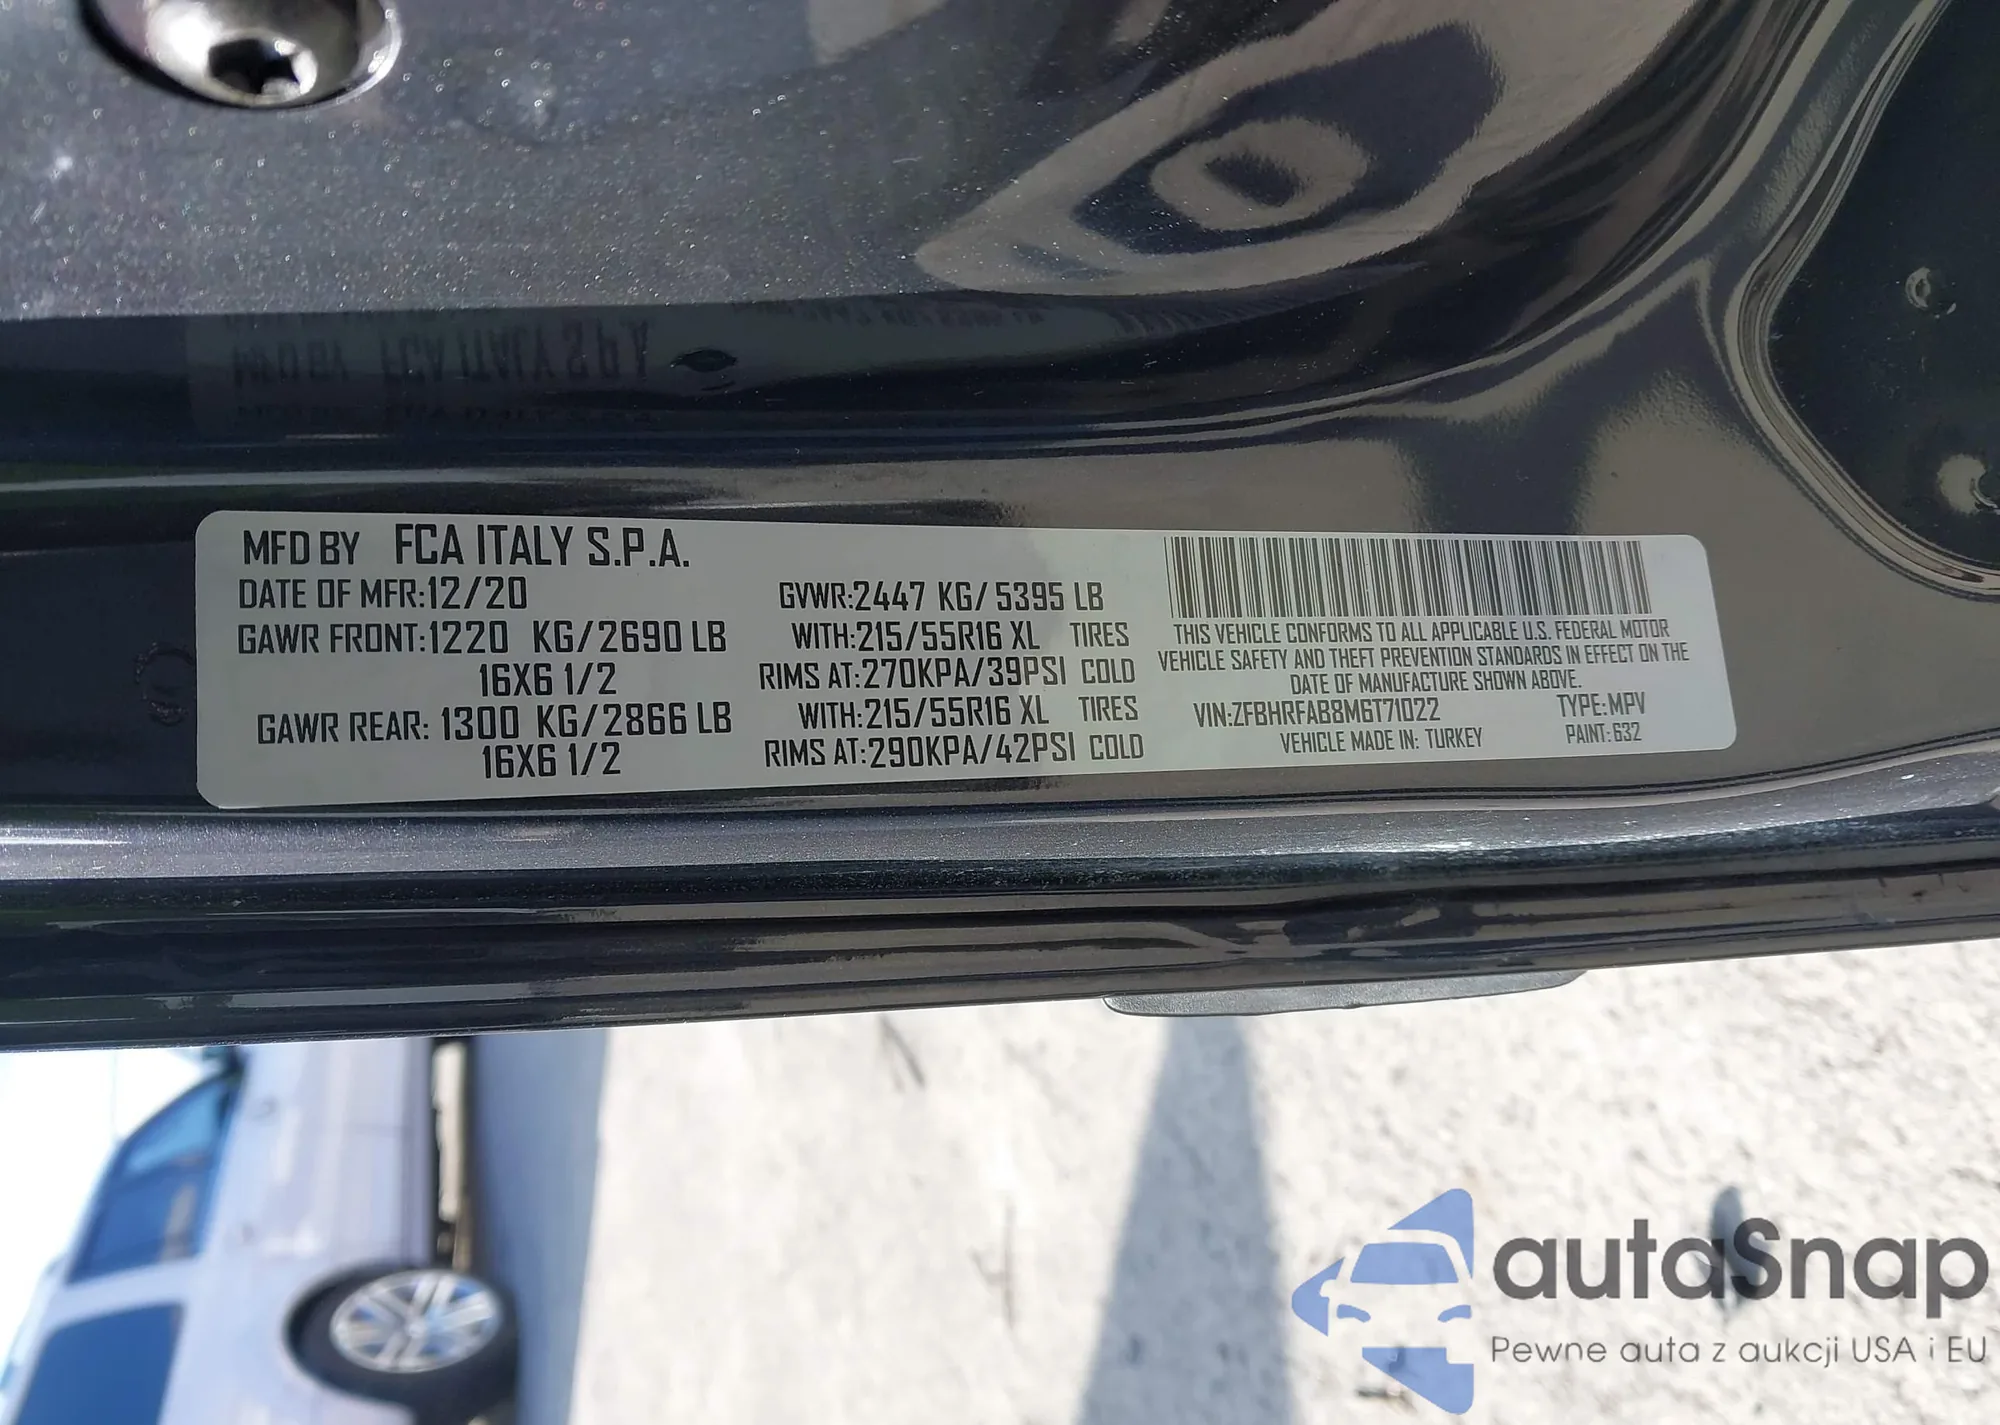 MFD BY FCA ITALY S.P.A.
DATE OF MFR:12/20
GAWR FRONT:1220 KG/2690 LB
16X6 1/2
GAWR REAR: 1300 KG/2866 LB
16X6 1/2
GVWR:2447 KG/5395 LB
WITH:215/55R16 XL TIRES
RIMS AT:270KPA/39PSI COLD
WITH:215/55R16 XL TIRES
RIMS AT:290KPA/42PSI COLD
THIS VEHICLE CONFORMS TO ALL APPLICABLE U.S. FEDERAL MOTOR
VEHICLE SAFETY AND THEFT PREVENTION STANDARDS IN EFFECT ON THE
DATE OF MANUFACTURE SHOWN ABOVE.
VIN:ZFBHRFAB8M6T71022 TYPE:MPV
VEHICLE MADE IN: TURKEY PAINT:632
autaSnap
Pewne auta z aukcji USA i EU